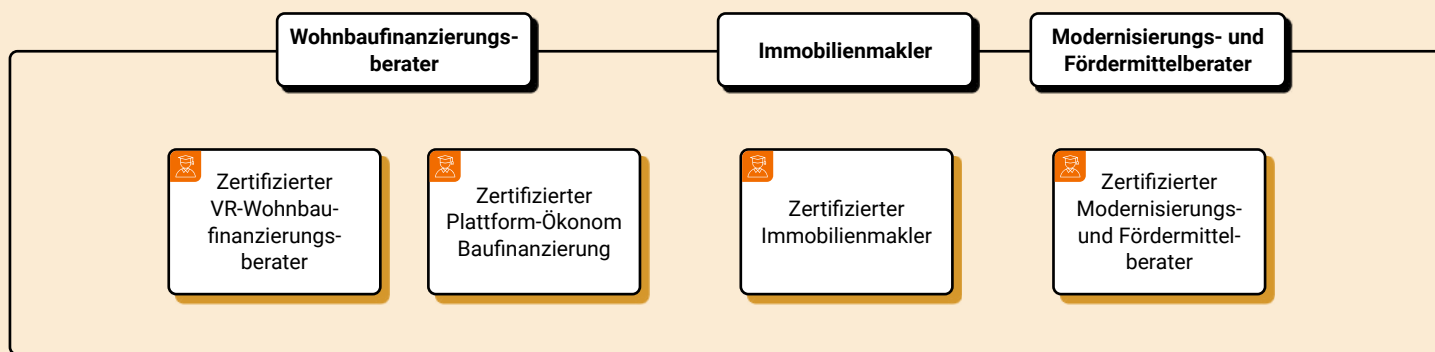 Wohnbaufinanzierungs-
berater
Immobilienmakler
Modernisierungs- und
Fördermittelberater
Zertifizierter
VR-Wohnbau-
finanzierungs-
berater
Zertifizierter
Plattform-Ökonom
Baufinanzierung
Zertifizierter
Immobilienmakler
Zertifizierter
Modernisierungs-
und Fördermittel-
berater